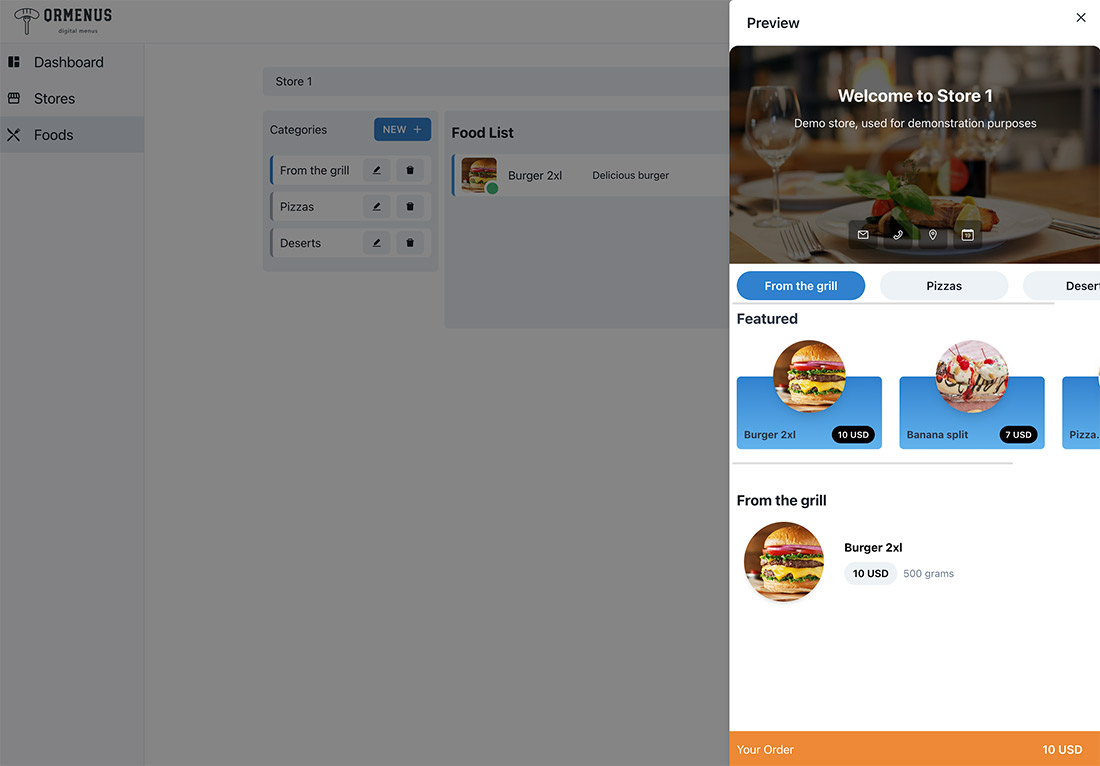 ORMENUS
digital menus
Dashboard
Stores
Foods
Store 1
Categories
NEW +
From the grill
Pizzas
Deserts
Food List
Burger 2xl Delicious burger
Preview
Welcome to Store 1
Demo store, used for demonstration purposes
19
From the grill Pizzas Desert
Featured
Burger 2xl 10 USD Banana split 7 USD Pizza.
From the grill
Burger 2xl
10 USD 500 grams
Your Order 10 USD